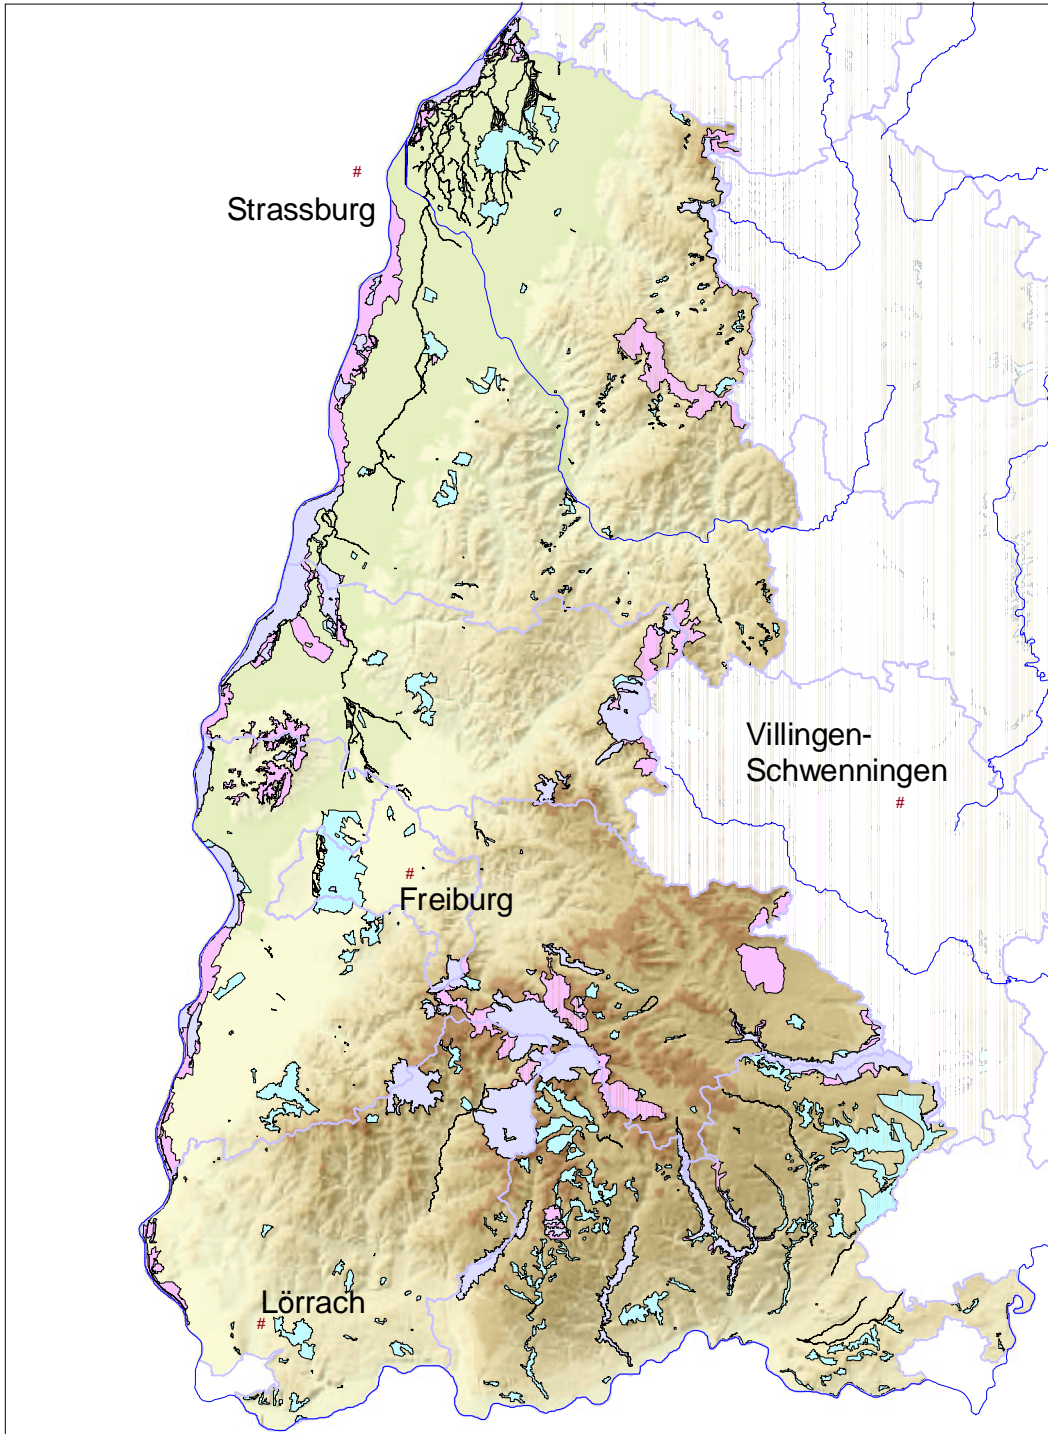 #
Strassburg
Villingen-
Schwenningen
#
#
Freiburg
Lörrach
#